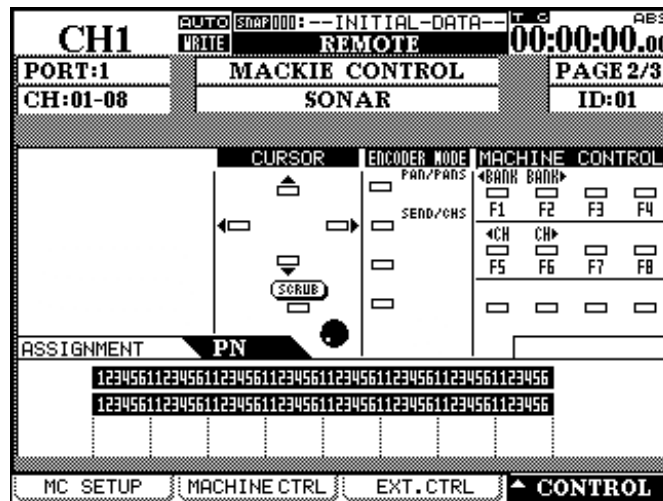 CH1
AUTO SNAP000:--INITIAL-DATA--
WRITE
REMOTE
T C
ABS
00:00:00.00
PORT:1
MACKIE CONTROL
PAGE 2/3
CH:01-08
SONAR
ID:01
CURSOR
ENCODER MODE
MACHINE CONTROL
PAN/PANS
SEND/CHS
◀BANK BANK▶
F1 F2 F3 F4
◀CH CH▶
F5 F6 F7 F8
SCRUB
ASSIGNMENT
PN
12345611234561123456112345611234561123456112345611123456
12345611234561123456112345611234561123456112345611123456
MC SETUP
MACHINE CTRL
EXT.CTRL
CONTROL